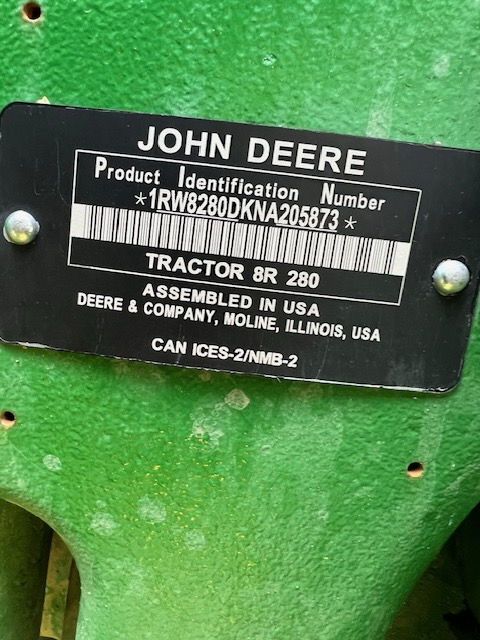 JOHN DEERE
Product Identification Number
*1RW8280DKNA205873*
TRACTOR 8R 280
ASSEMBLED IN USA
DEERE & COMPANY, MOLINE, ILLINOIS, USA
CAN ICES-2/NMB-2